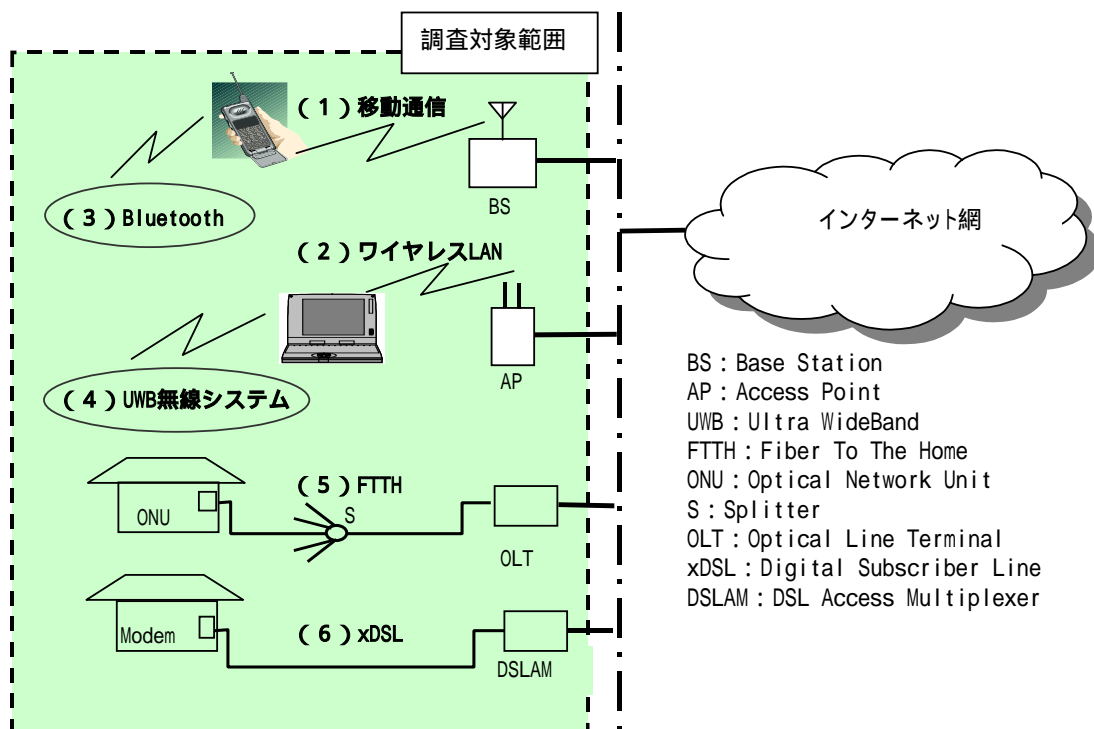 調査対象範囲
（１）移動通信
BS
（３）Bluetooth
インターネット網
（２）ワイヤレスLAN
AP
（４）UWB無線システム
（５）FTTH
ONU
S
OLT
（６）xDSL
Modem
DSLAM
BS：Base Station
AP：Access Point
UWB：Ultra WideBand
FTTH：Fiber To The Home
ONU：Optical Network Unit
S：Splitter
OLT：Optical Line Terminal
xDSL：Digital Subscriber Line
DSLAM：DSL Access Multiplexer